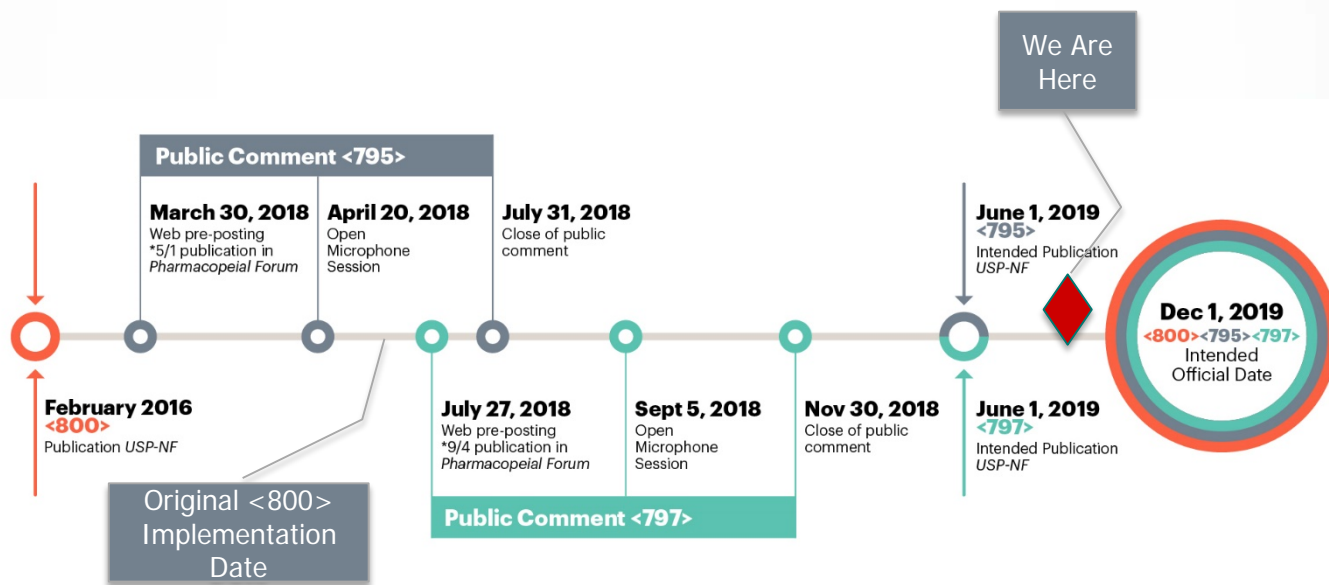 We Are
Here
Public Comment <795>
March 30, 2018
Web pre-posting
*5/1 publication in
Pharmacopeial Forum
April 20, 2018
Open
Microphone
Session
July 31, 2018
Close of public
comment
June 1, 2019
<795>
Intended Publication
USP-NF
Dec 1, 2019
<800><795><797>
Intended
Official Date
February 2016
<800>
Publication USP-NF
July 27, 2018
Web pre-posting
*9/4 publication in
Pharmacopeial Forum
Sept 5, 2018
Open
Microphone
Session
Nov 30, 2018
Close of public
comment
June 1, 2019
<797>
Intended Publication
USP-NF
Original <800>
Implementation
Date
Public Comment <797>